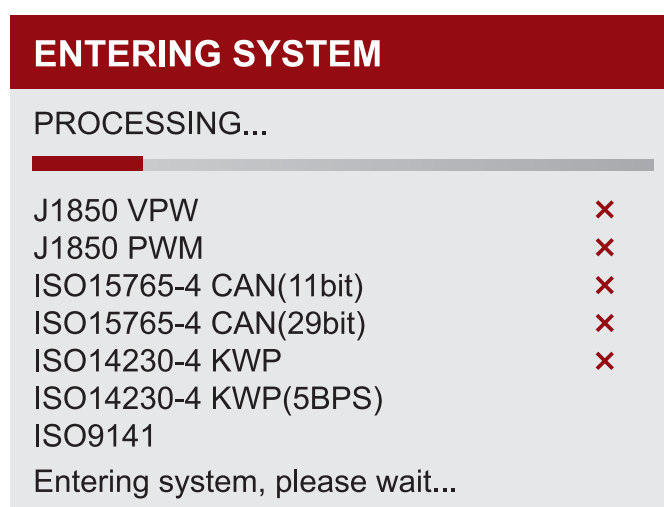 ENTERING SYSTEM
PROCESSING...
J1850 VPW ×
J1850 PWM ×
ISO15765-4 CAN(11bit) ×
ISO15765-4 CAN(29bit) ×
ISO14230-4 KWP ×
ISO14230-4 KWP(5BPS)
ISO9141
Entering system, please wait...